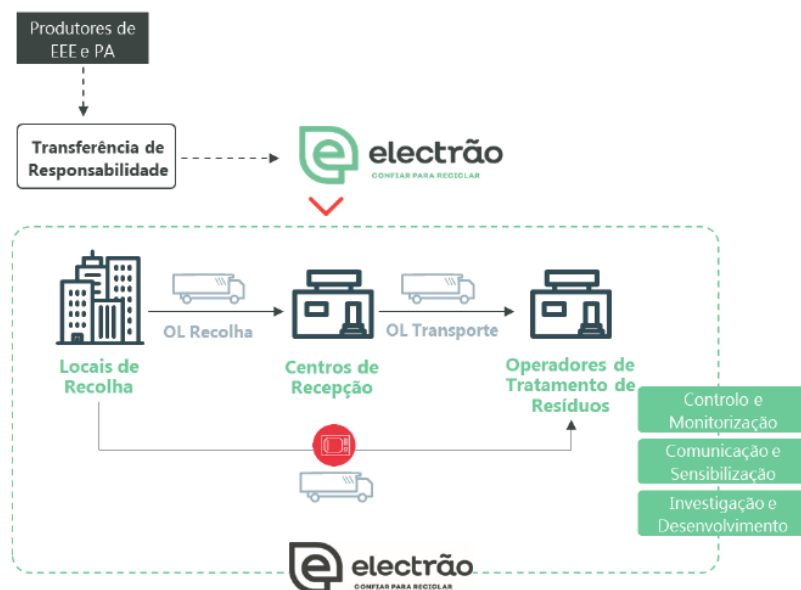 Produtores de
EEE e PA
Transferência de
Responsabilidade
electrão
CONFIAR PARA RECICLAR
OL Recolha
OL Transporte
Locais de
Recolha
Centros de
Recepção
Operadores de
Tratamento de
Resíduos
Controlo e
Monitorização
Comunicação e
Sensibilização
Investigação e
Desenvolvimento
electrão
CONFIAR PARA RECICLAR